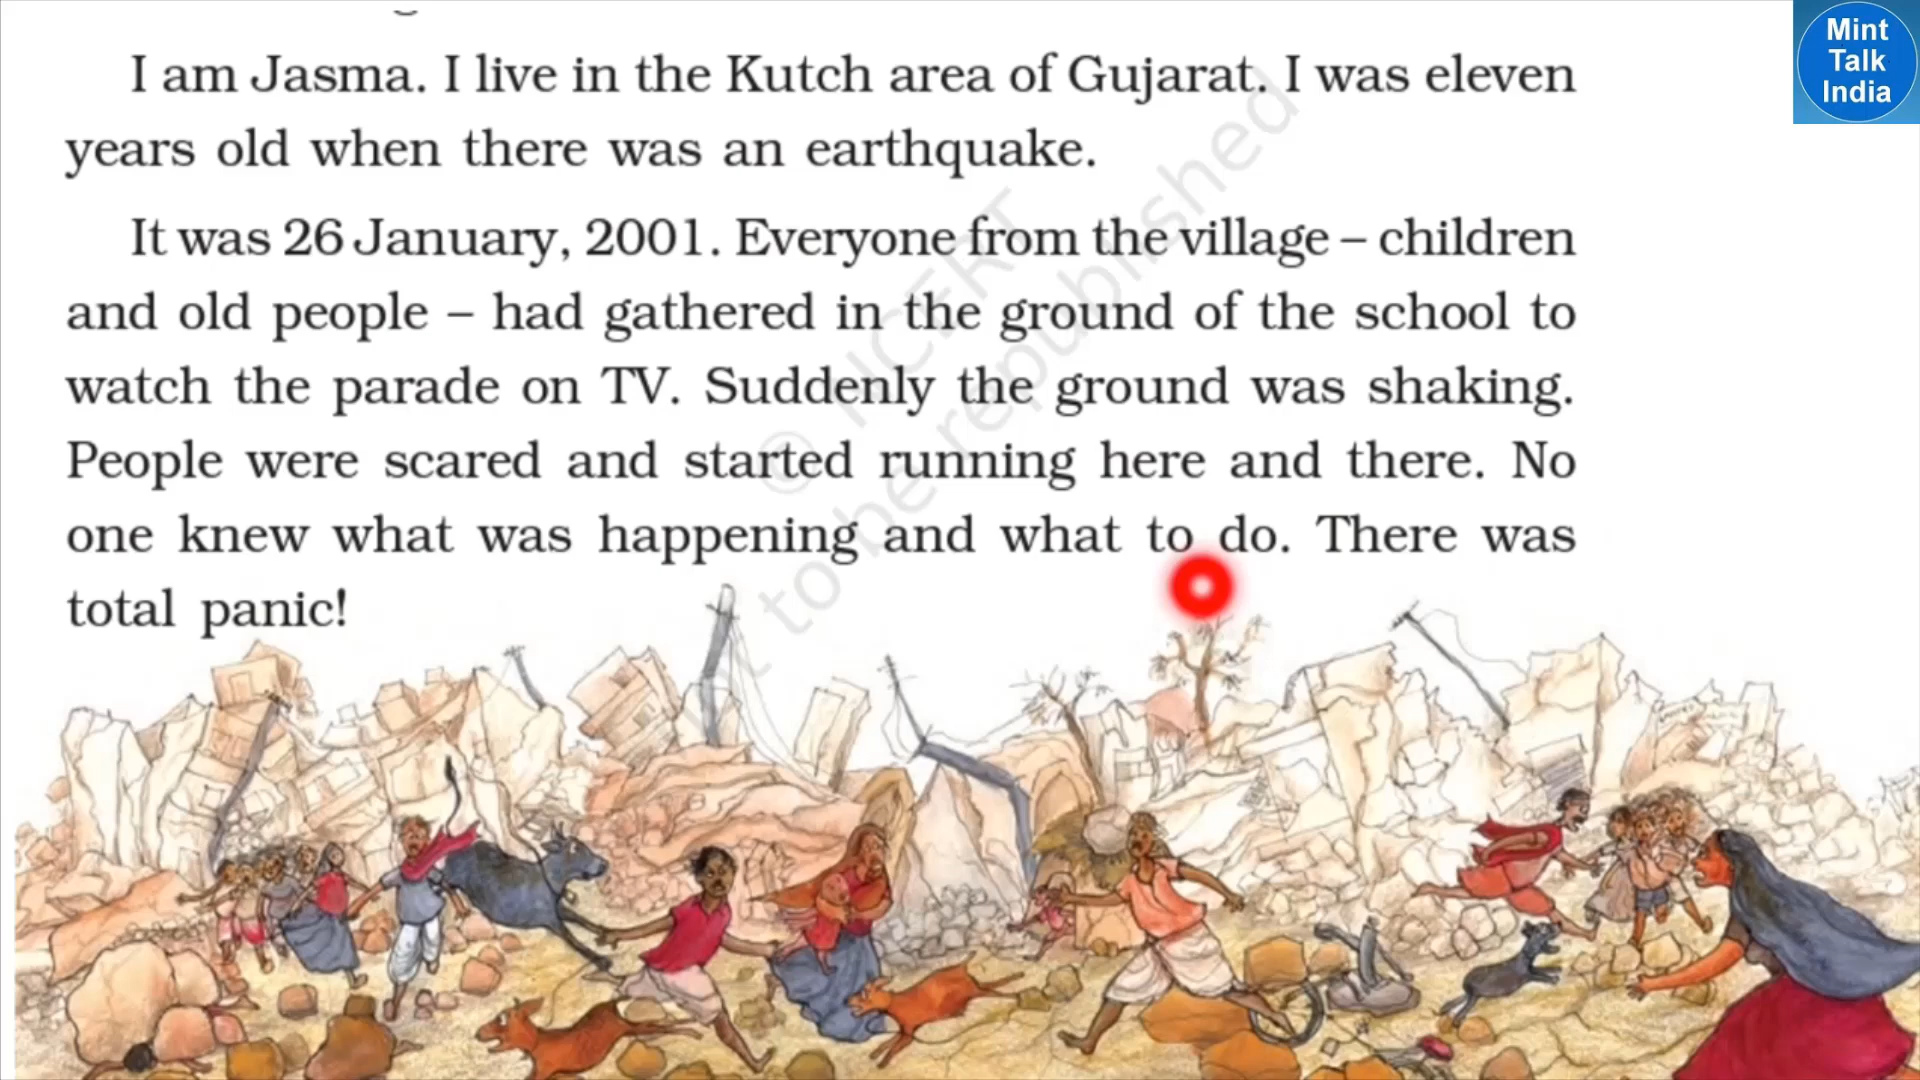 I am Jasma. I live in the Kutch area of Gujarat. I was eleven
years old when there was an earthquake.
It was 26 January, 2001. Everyone from the village – children
and old people – had gathered in the ground of the school to
watch the parade on TV. Suddenly the ground was shaking.
People were scared and started running here and there. No
one knew what was happening and what to do. There was
total panic!
Mint
Talk
India
© NCERT
to be republished